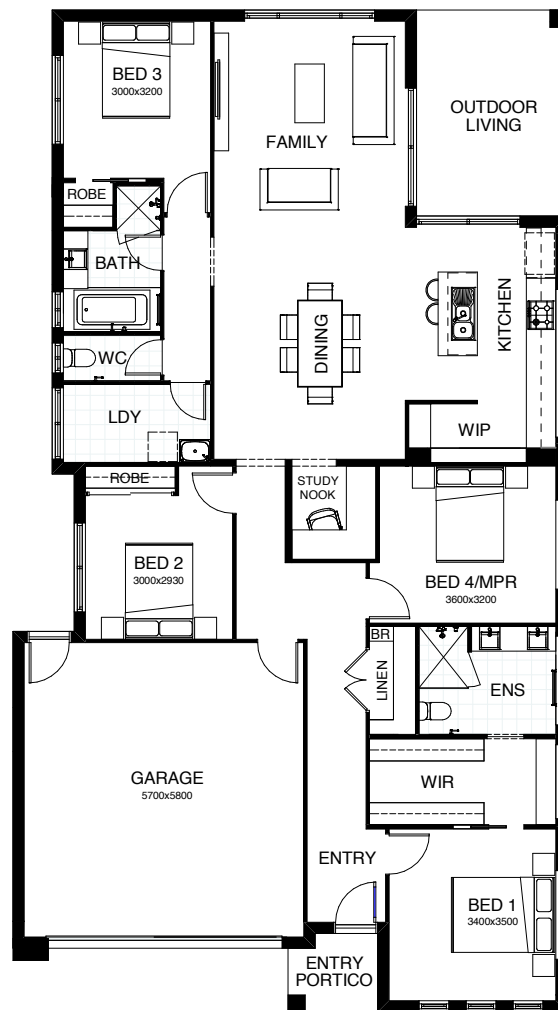 BED 3
3000x3200
OUTDOOR
LIVING
FAMILY
ROBE
BATH
KITCHEN
DINING
WC
LDY
WIP
ROBE
STUDY
NOOK
BED 2
3000x2930
BED 4/MPR
3600x3200
BR
LINEN
ENS
GARAGE
5700x5800
WIR
ENTRY
BED 1
3400x3500
ENTRY
PORTICO